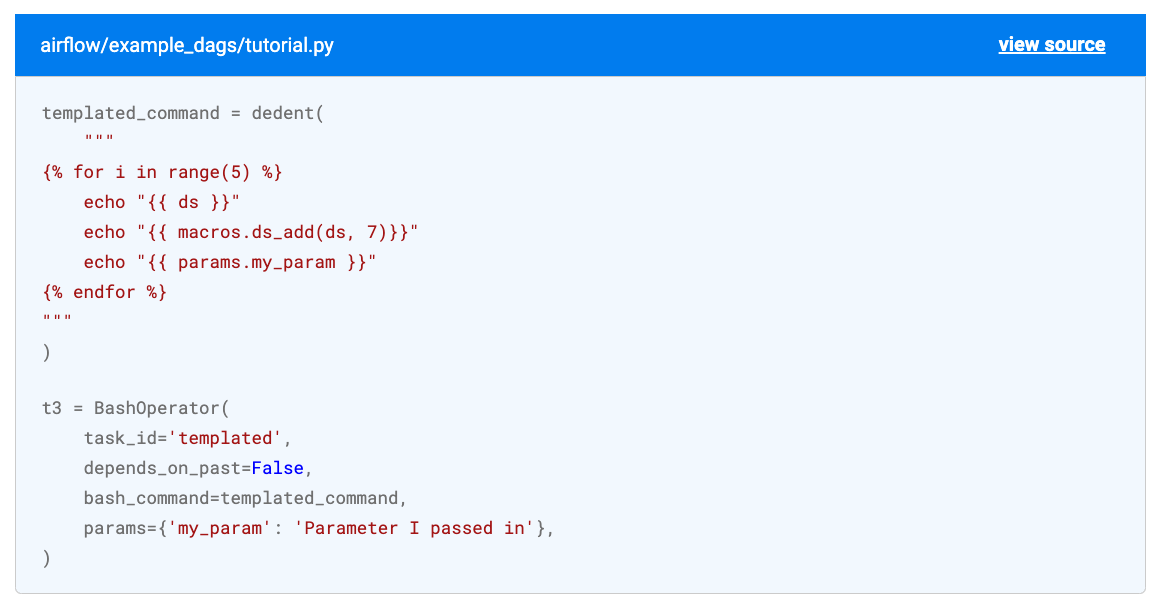 airflow/example_dags/tutorial.py
view source
templated_command = dedent(
    """
{% for i in range(5) %}
    echo "{{ ds }}"
    echo "{{ macros.ds_add(ds, 7)}}"
    echo "{{ params.my_param }}"
{% endfor %}
"""
)

t3 = BashOperator(
    task_id='templated',
    depends_on_past=False,
    bash_command=templated_command,
    params={'my_param': 'Parameter I passed in'},
)